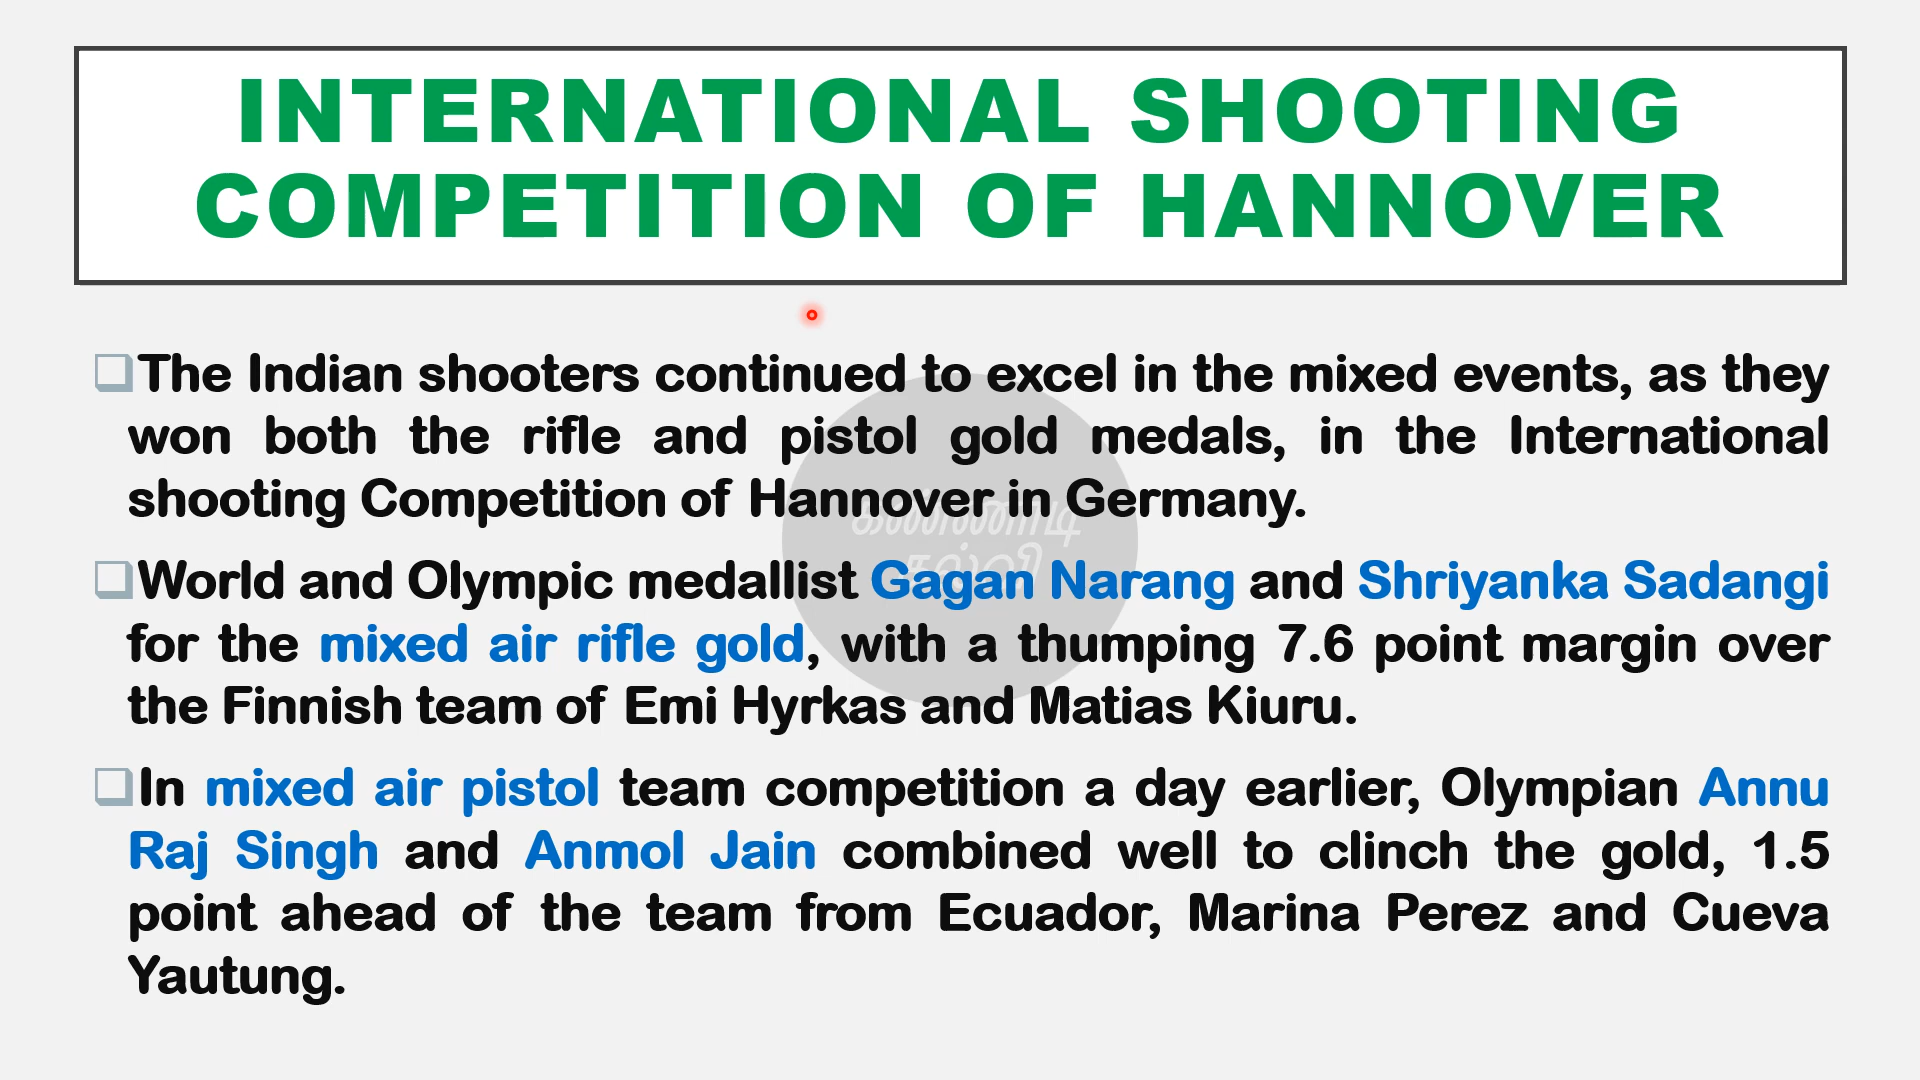 INTERNATIONAL SHOOTING
COMPETITION OF HANNOVER
The Indian shooters continued to excel in the mixed events, as they
won both the rifle and pistol gold medals, in the International
shooting Competition of Hannover in Germany.
கண்ணாடி
கல்வி
World and Olympic medallist Gagan Narang and Shriyanka Sadangi
for the mixed air rifle gold, with a thumping 7.6 point margin over
the Finnish team of Emi Hyrkas and Matias Kiuru.
In mixed air pistol team competition a day earlier, Olympian Annu
Raj Singh and Anmol Jain combined well to clinch the gold, 1.5
point ahead of the team from Ecuador, Marina Perez and Cueva
Yautung.